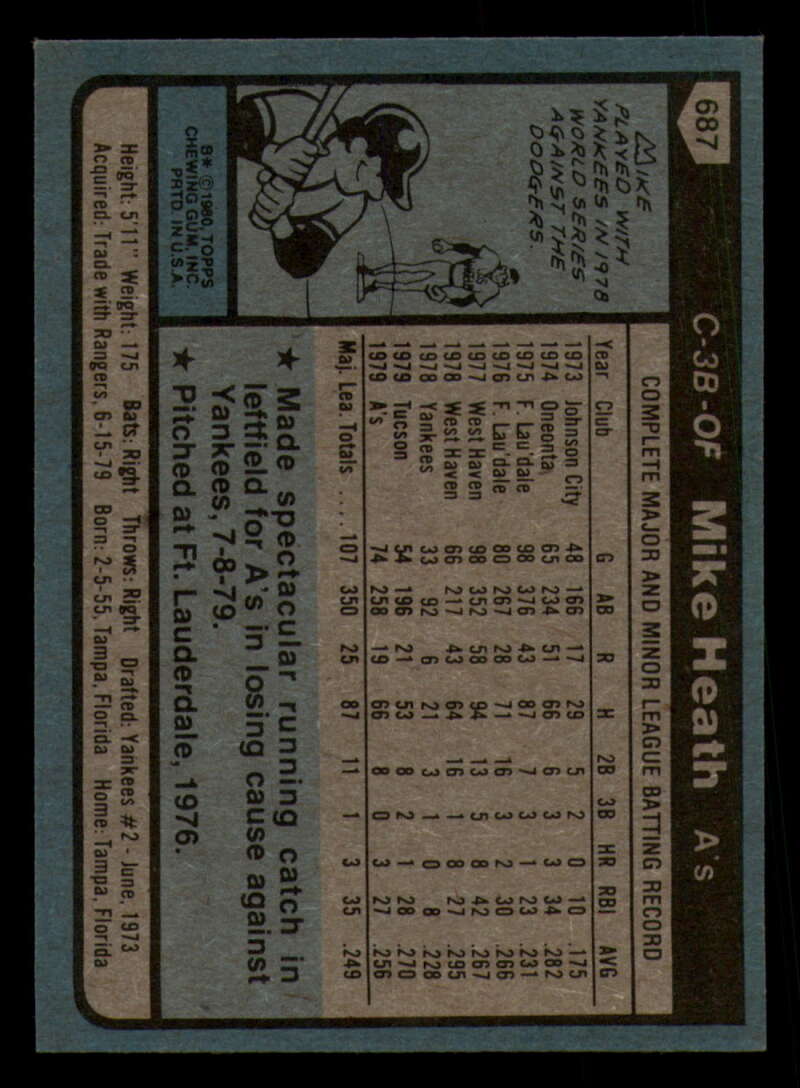 687
C-3B-OF Mike Heath A's
MIKE
PLAYED WITH
YANKEES IN 1978
WORLD SERIES
AGAINST THE
DODGERS.
8* © 1980, TOPPS
CHEWING GUM, INC.
PRTD. IN U.S.A.
COMPLETE MAJOR AND MINOR LEAGUE BATTING RECORD
Year Club G AB R H 2B 3B HR RBI AVG
1973 Johnson City 48 166 17 29 5 2 0 10 .175
1974 Oneonta 65 234 51 66 6 3 3 34 .282
1975 F. Lau'dale 98 376 43 87 7 3 1 23 .231
1976 F. Lau'dale 80 267 28 71 16 3 2 30 .266
1977 West Haven 98 352 58 94 13 5 8 42 .267
1978 West Haven 66 217 43 64 16 1 8 27 .295
1978 Yankees 33 92 6 21 3 1 0 8 .228
1979 Tucson 54 196 21 53 8 2 1 28 .270
1979 A's 74 258 19 66 8 0 3 27 .256
Maj. Lea. Totals .... 107 350 25 87 11 1 3 35 .249
★ Made spectacular running catch in
leftfield for A's in losing cause against
Yankees, 7-8-79.
★ Pitched at Ft. Lauderdale, 1976.
Height: 5'11" Weight: 175 Bats: Right Throws: Right Drafted: Yankees #2 - June, 1973
Acquired: Trade with Rangers, 6-15-79 Born: 2-5-55, Tampa, Florida Home: Tampa, Florida